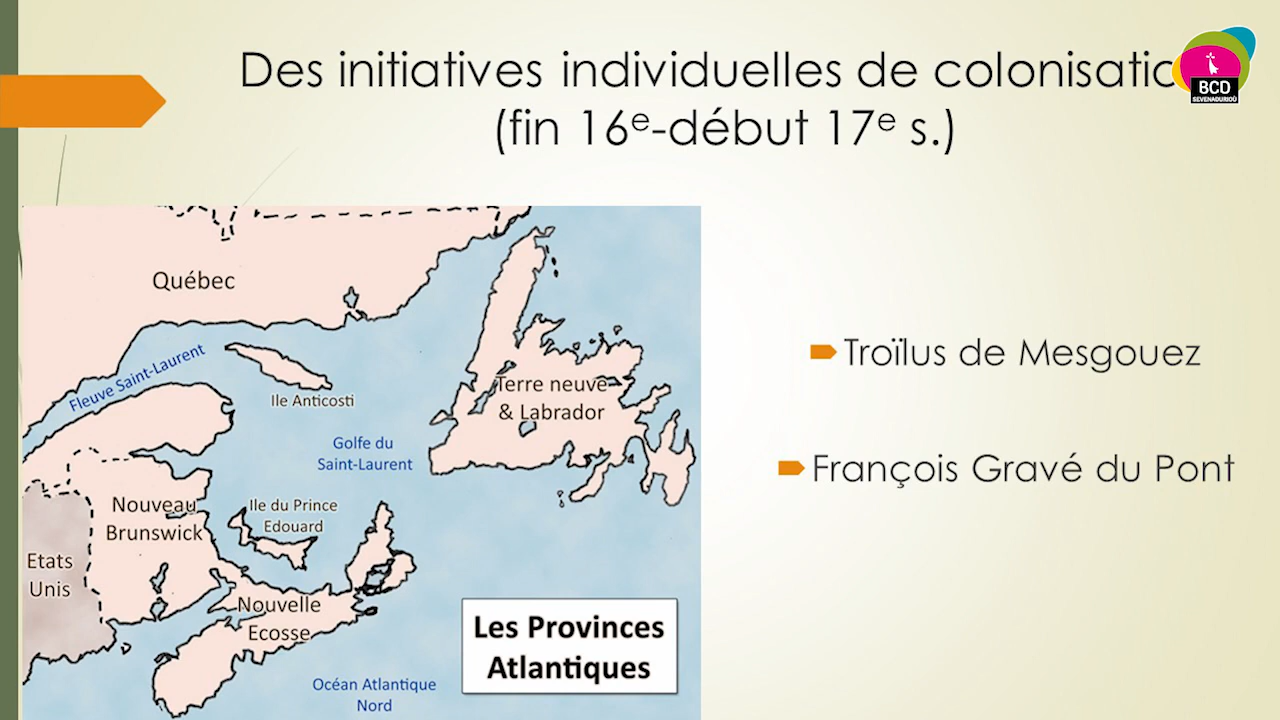 Des initiatives individuelles de colonisatio
(fin 16e-début 17e s.)
BCD
SEVENADURIOÙ
Québec
Fleuve Saint-Laurent
Ile Anticosti
Terre neuve
& Labrador
Golfe du
Saint-Laurent
Nouveau
Brunswick
Ile du Prince
Edouard
Etats
Unis
Nouvelle
Ecosse
Les Provinces
Atlantiques
Océan Atlantique
Nord
Troïlus de Mesgouez
François Gravé du Pont